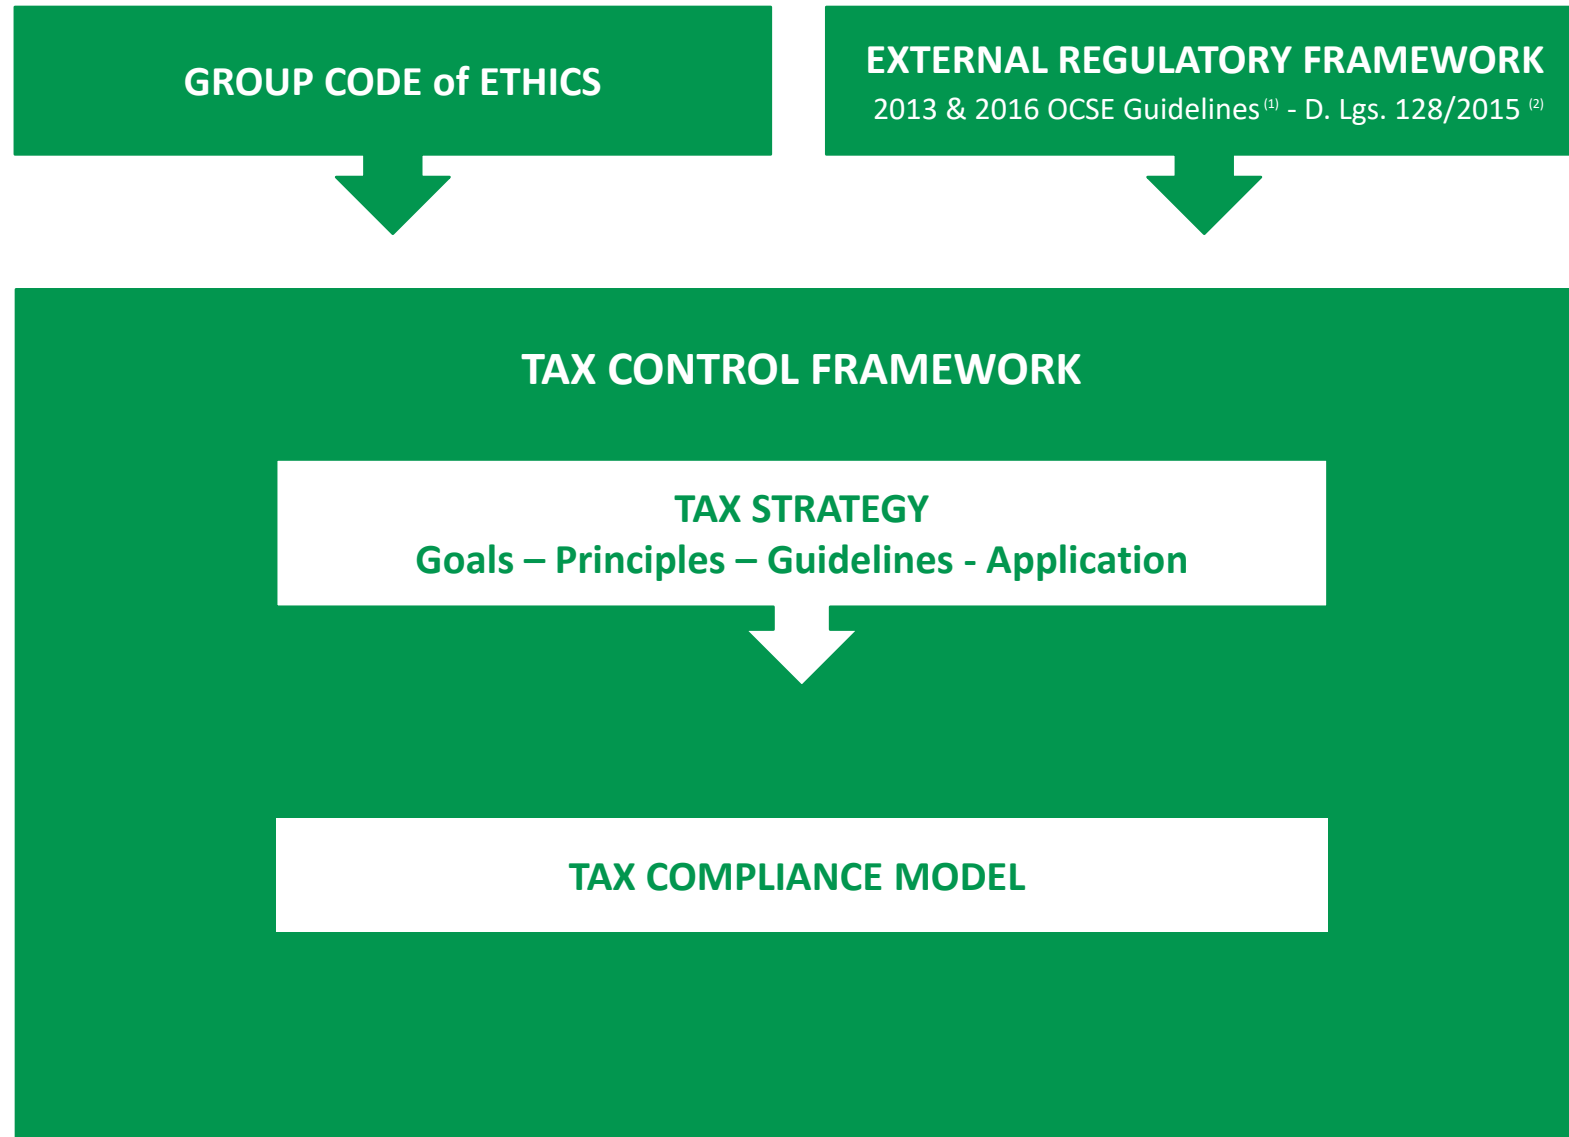 GROUP CODE of ETHICS
EXTERNAL REGULATORY FRAMEWORK
2013 & 2016 OCSE Guidelines (1) - D. Lgs. 128/2015 (2)
TAX CONTROL FRAMEWORK
TAX STRATEGY
Goals – Principles – Guidelines - Application
TAX COMPLIANCE MODEL